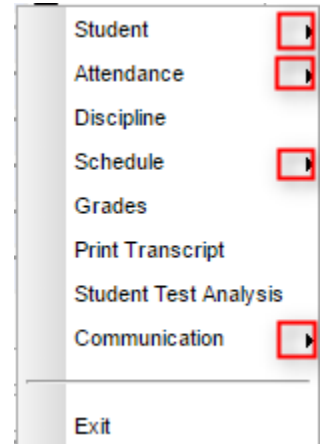 Student
Attendance
Discipline
Schedule
Grades
Print Transcript
Student Test Analysis
Communication
Exit